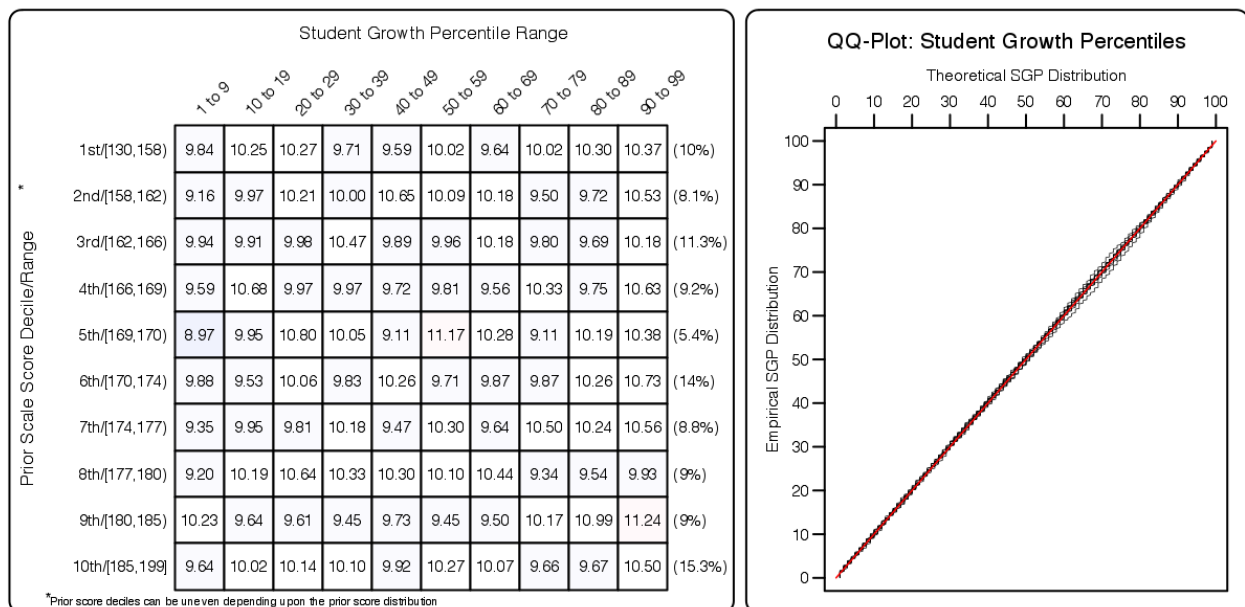 Student Growth Percentile Range
1 to 9 10 to 19 20 to 29 30 to 39 40 to 49 50 to 59 60 to 69 70 to 79 80 to 89 90 to 99
Prior Scale Score Decile/Range *
1st/[130,158) 9.84 10.25 10.27 9.71 9.59 10.02 9.64 10.02 10.30 10.37 (10%)
2nd/[158,162) 9.16 9.97 10.21 10.00 10.65 10.09 10.18 9.50 9.72 10.53 (8.1%)
3rd/[162,166) 9.94 9.91 9.98 10.47 9.89 9.96 10.18 9.80 9.69 10.18 (11.3%)
4th/[166,169) 9.59 10.68 9.97 9.97 9.72 9.81 9.56 10.33 9.75 10.63 (9.2%)
5th/[169,170) 8.97 9.95 10.80 10.05 9.11 11.17 10.28 9.11 10.19 10.38 (5.4%)
6th/[170,174) 9.88 9.53 10.06 9.83 10.26 9.71 9.87 9.87 10.26 10.73 (14%)
7th/[174,177) 9.35 9.95 9.81 10.18 9.47 10.30 9.64 10.50 10.24 10.56 (8.8%)
8th/[177,180) 9.20 10.19 10.64 10.33 10.30 10.10 10.44 9.34 9.54 9.93 (9%)
9th/[180,185) 10.23 9.64 9.61 9.45 9.73 9.45 9.50 10.17 10.99 11.24 (9%)
10th/[185,199] 9.64 10.02 10.14 10.10 9.92 10.27 10.07 9.66 9.67 10.50 (15.3%)
*Prior score deciles can be uneven depending upon the prior score distribution
QQ-Plot: Student Growth Percentiles
Theoretical SGP Distribution
0 10 20 30 40 50 60 70 80 90 100
Empirical SGP Distribution
100
90
80
70
60
50
40
30
20
10
0